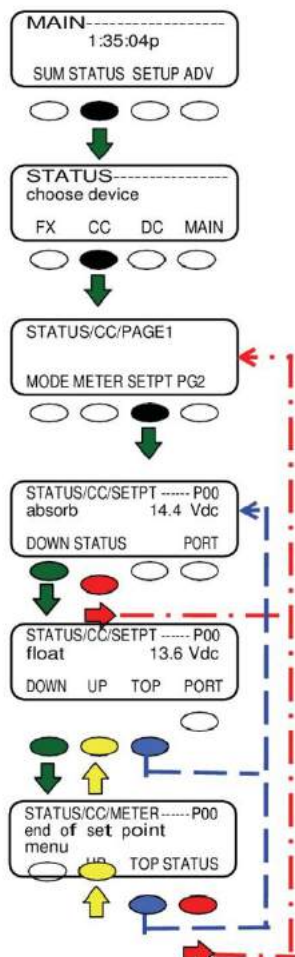 MAIN--------------------
1:35:04p
SUM STATUS SETUP ADV
STATUS----------------
choose device
FX CC DC MAIN
STATUS/CC/PAGE1
MODE METER SETPT PG2
STATUS/CC/SETPT ------ P00
absorb 14.4 Vdc
DOWN STATUS PORT
STATUS/CC/SETPT ------ P00
float 13.6 Vdc
DOWN UP TOP PORT
STATUS/CC/METER ------ P00
end of set point
menu
UP TOP STATUS